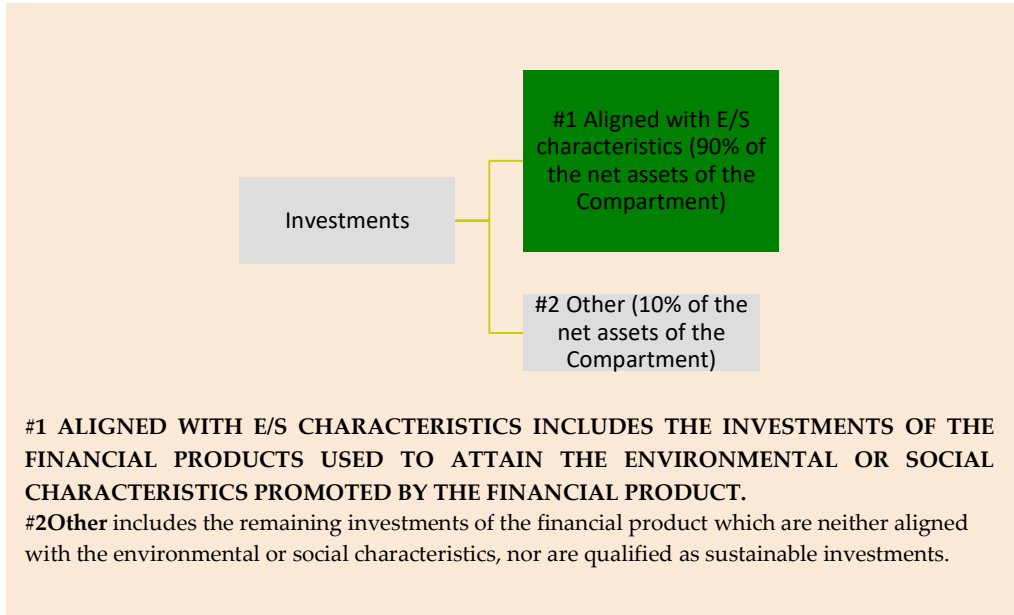 #1 Aligned with E/S
characteristics (90% of
the net assets of the
Compartment)
Investments
#2 Other (10% of the
net assets of the
Compartment)
#1 ALIGNED WITH E/S CHARACTERISTICS INCLUDES THE INVESTMENTS OF THE
FINANCIAL PRODUCTS USED TO ATTAIN THE ENVIRONMENTAL OR SOCIAL
CHARACTERISTICS PROMOTED BY THE FINANCIAL PRODUCT.
#2Other includes the remaining investments of the financial product which are neither aligned
with the environmental or social characteristics, nor are qualified as sustainable investments.